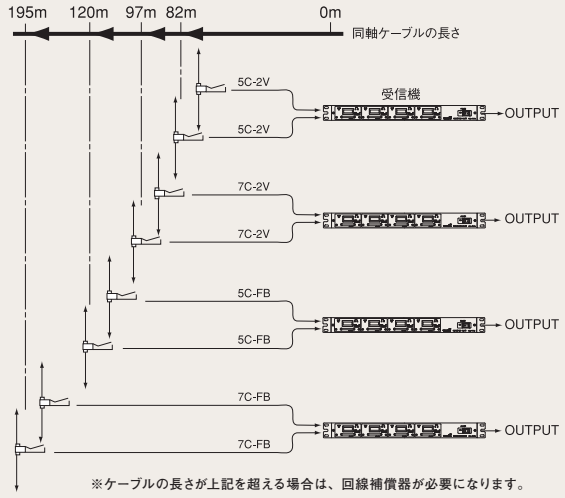 195m 120m 97m 82m 0m
同軸ケーブルの長さ
受信機
5C-2V
OUTPUT
5C-2V
7C-2V
OUTPUT
7C-2V
5C-FB
OUTPUT
5C-FB
7C-FB
OUTPUT
7C-FB
※ケーブルの長さが上記を超える場合は、回線補償器が必要になります。